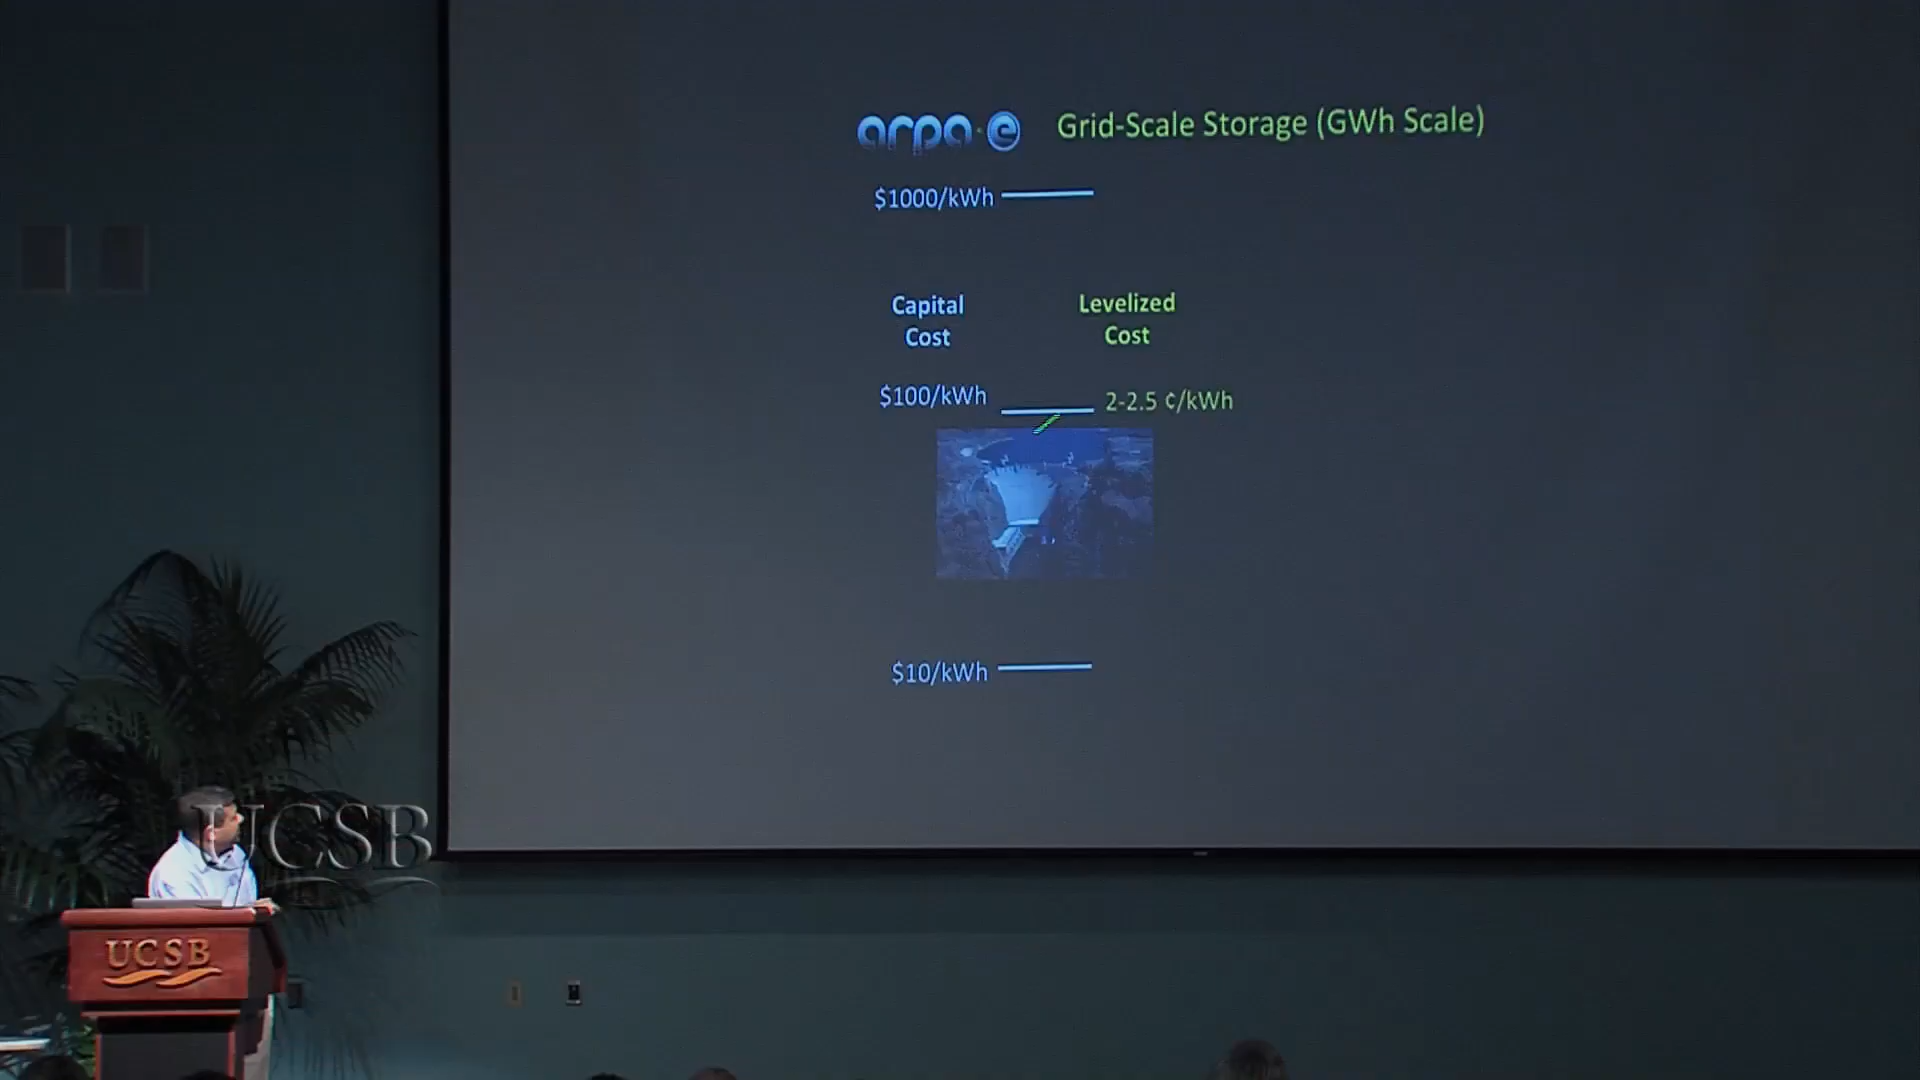 arpa·e
Grid-Scale Storage (GWh Scale)
$1000/kWh
Capital
Cost
Levelized
Cost
$100/kWh
2-2.5 ¢/kWh
$10/kWh
UCSB
UCSB